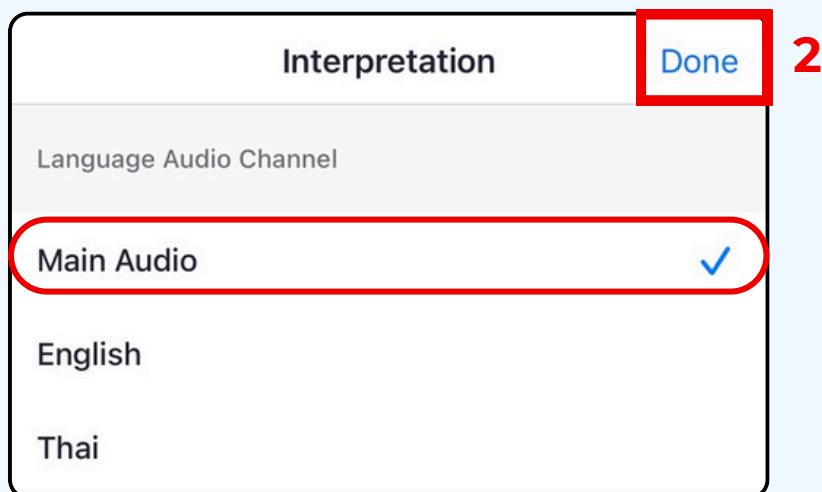 Interpretation Done 2
Language Audio Channel
Main Audio
English
Thai